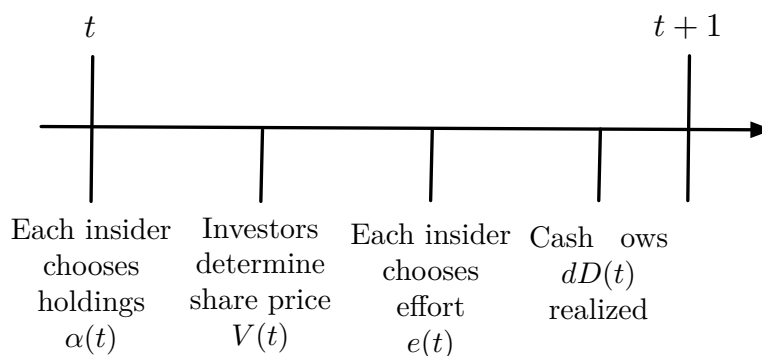 t
t + 1
Each insider
chooses
holdings
α(t)
Investors
determine
share price
V(t)
Each insider
chooses
effort
e(t)
Cash ows
dD(t)
realized